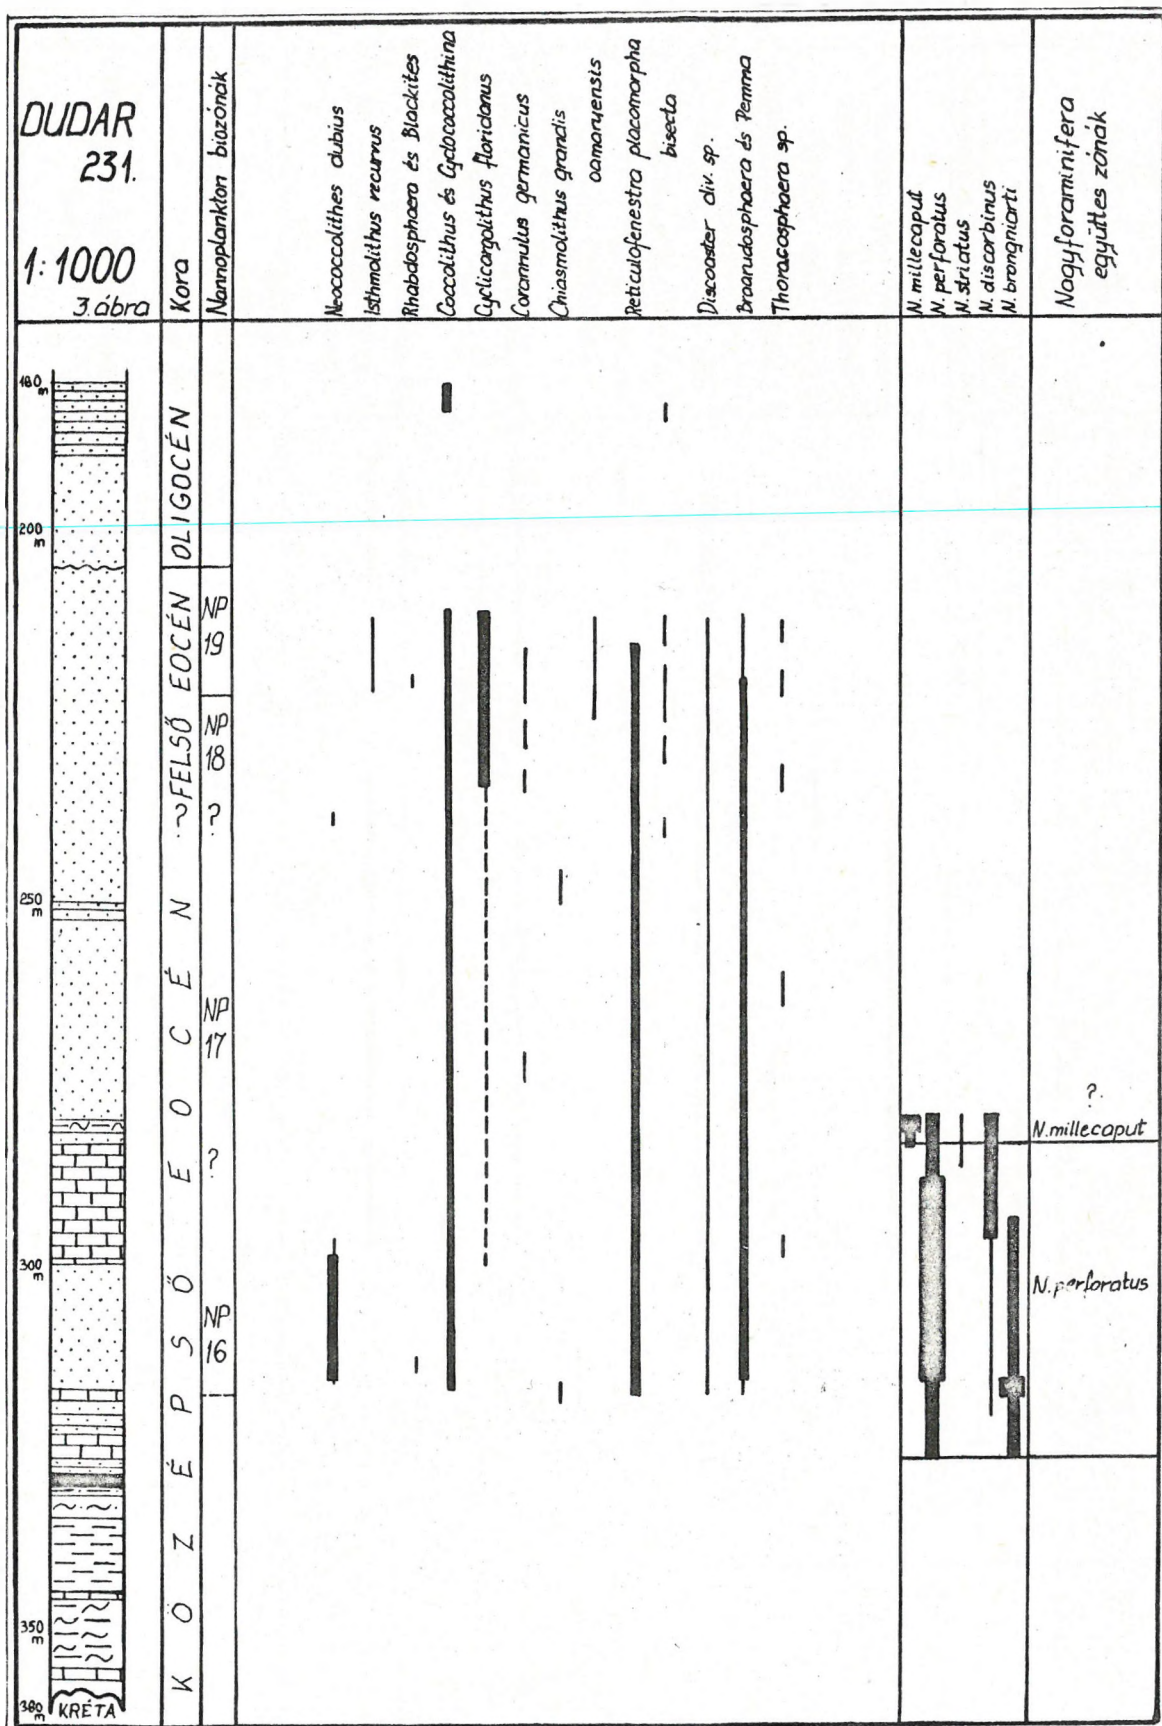 DUDAR
231.
1:1000
3. ábra
Kora
Nannoplankton biozónák
Neococcolithes dubius
Isthmolithus recurvus
Rhabdosphaera és Blackites
Coccolithus és Cyclococcolithina
Cyclicargolithus floridanus
Coronnulus germanicus
Chiasmolithus grandis
oamaruensis
Reticulofenestra placomorpha
bisecta
Discoaster div. sp.
Braarudosphaera és Pemma
Thoracosphaera sp.
N. millecaput
N. perforatus
N. striatus
N. discorbinus
N. brongniarti
Nagyforaminifera
együttes zónák
180 m
200 m
250 m
300 m
350 m
380 m
KRÉTA
OLIGOCÉN
? FELSŐ EOCÉN
KÖZÉPSŐ EOCÉN
NP
19
NP
18
?
NP
17
?
NP
16
?
N. millecaput
N. perforatus